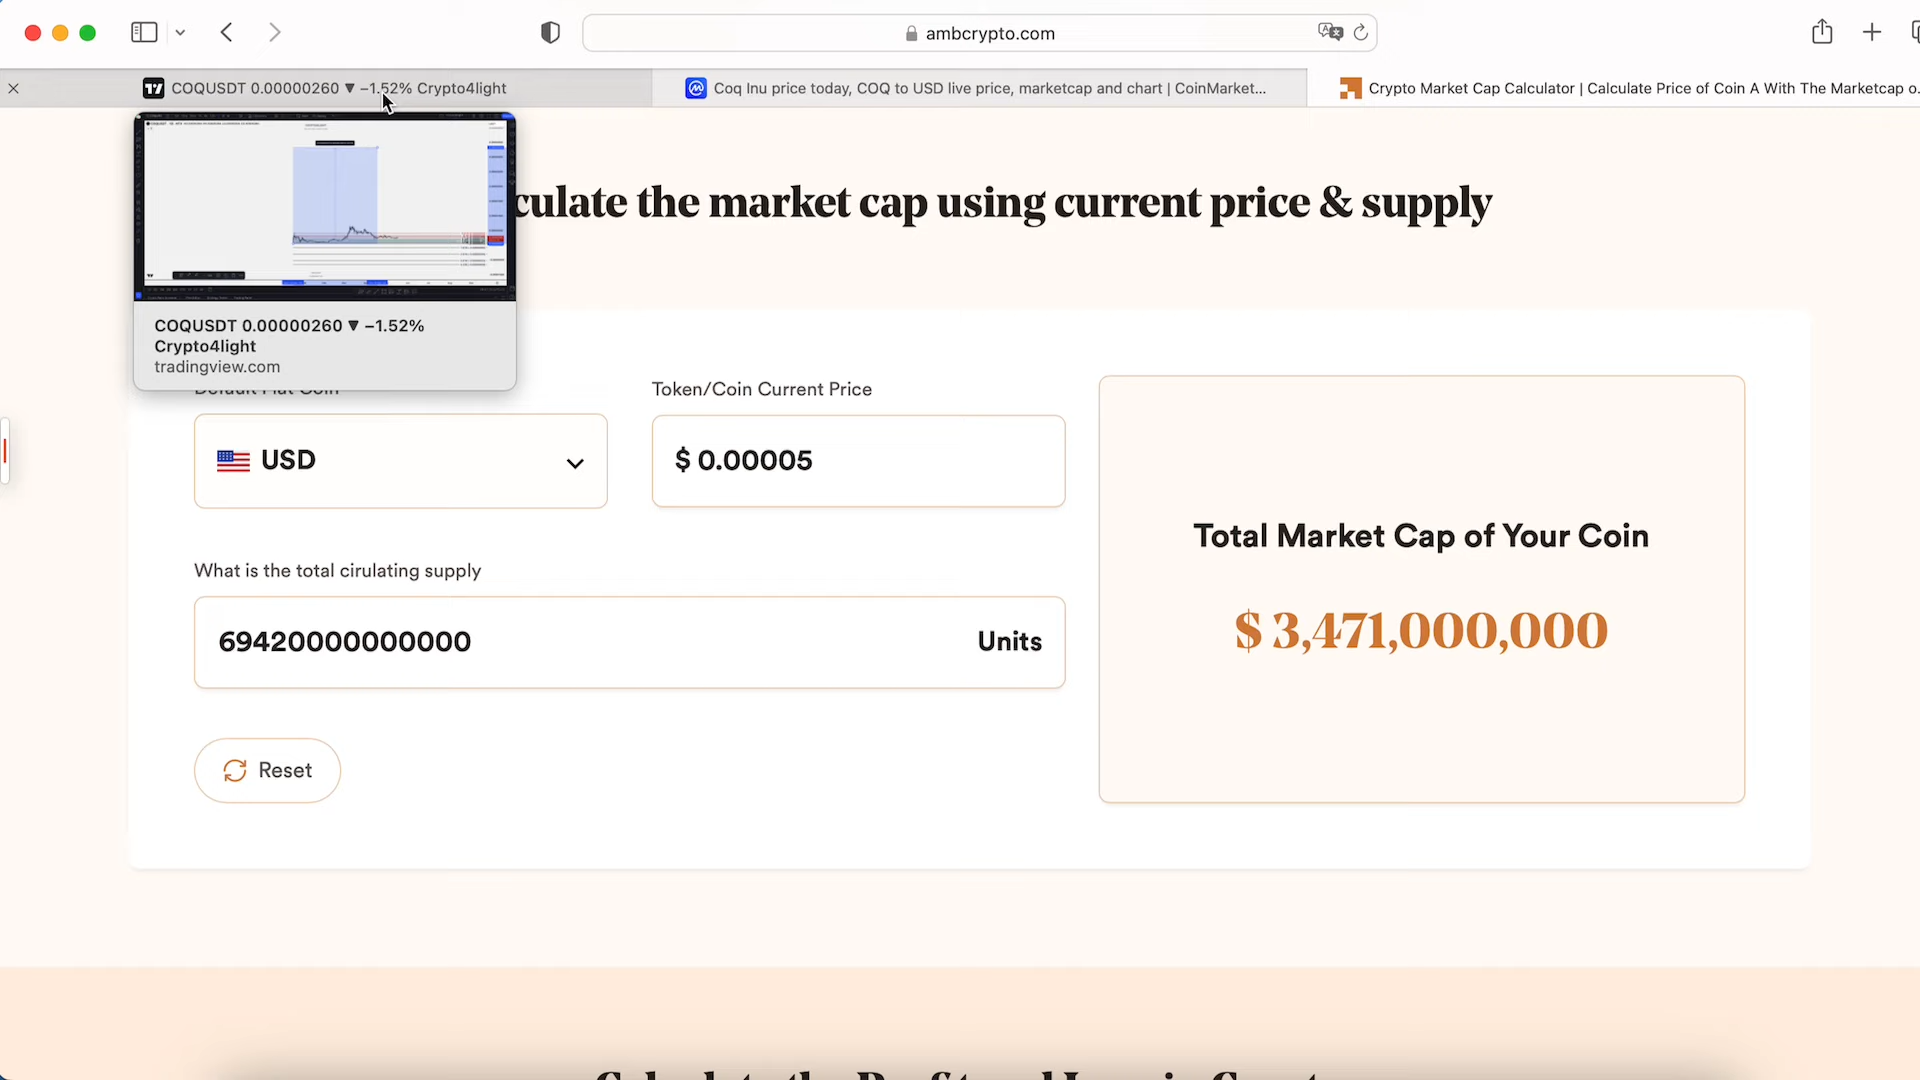 ambcrypto.com
COQUSDT 0.00000260 ▼ −1.52% Crypto4light
Coq Inu price today, COQ to USD live price, marketcap and chart | CoinMarket...
Crypto Market Cap Calculator | Calculate Price of Coin A With The Marketcap o.
culate the market cap using current price & supply
COQUSDT 0.00000260 ▼ −1.52%
Crypto4light
tradingview.com
Default Fiat Coin
Token/Coin Current Price
USD
$ 0.00005
Total Market Cap of Your Coin
What is the total cirulating supply
$ 3,471,000,000
69420000000000
Units
Reset